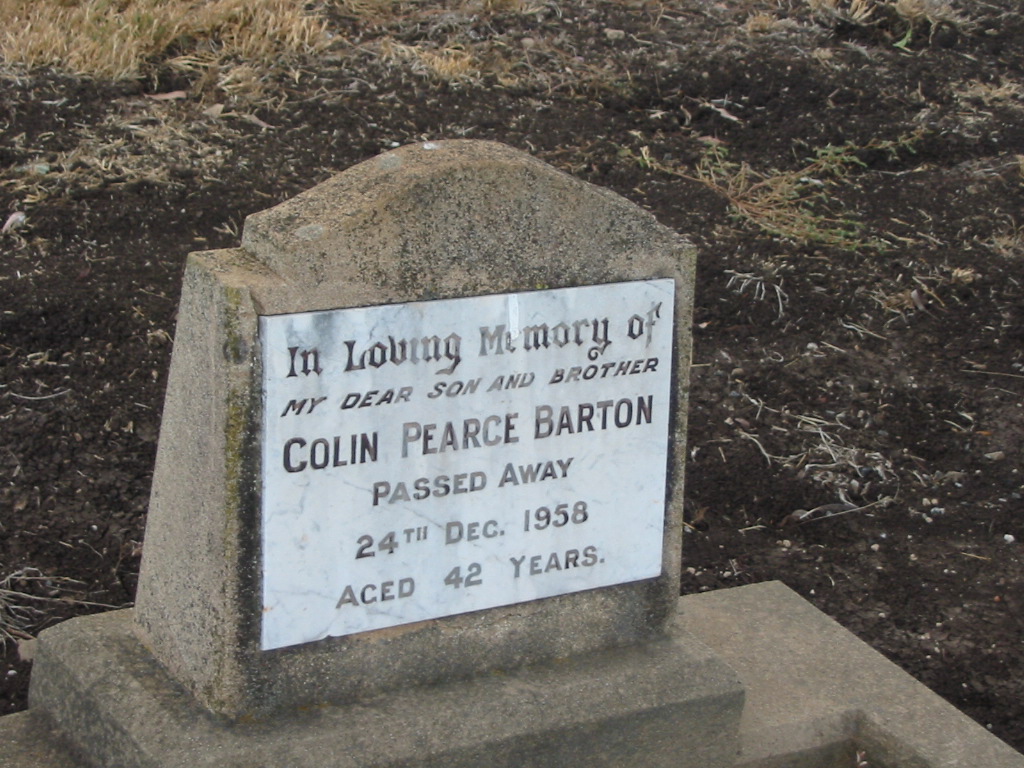 In Loving Memory of
MY DEAR SON AND BROTHER
COLIN PEARCE BARTON
PASSED AWAY
24TH DEC. 1958
AGED 42 YEARS.